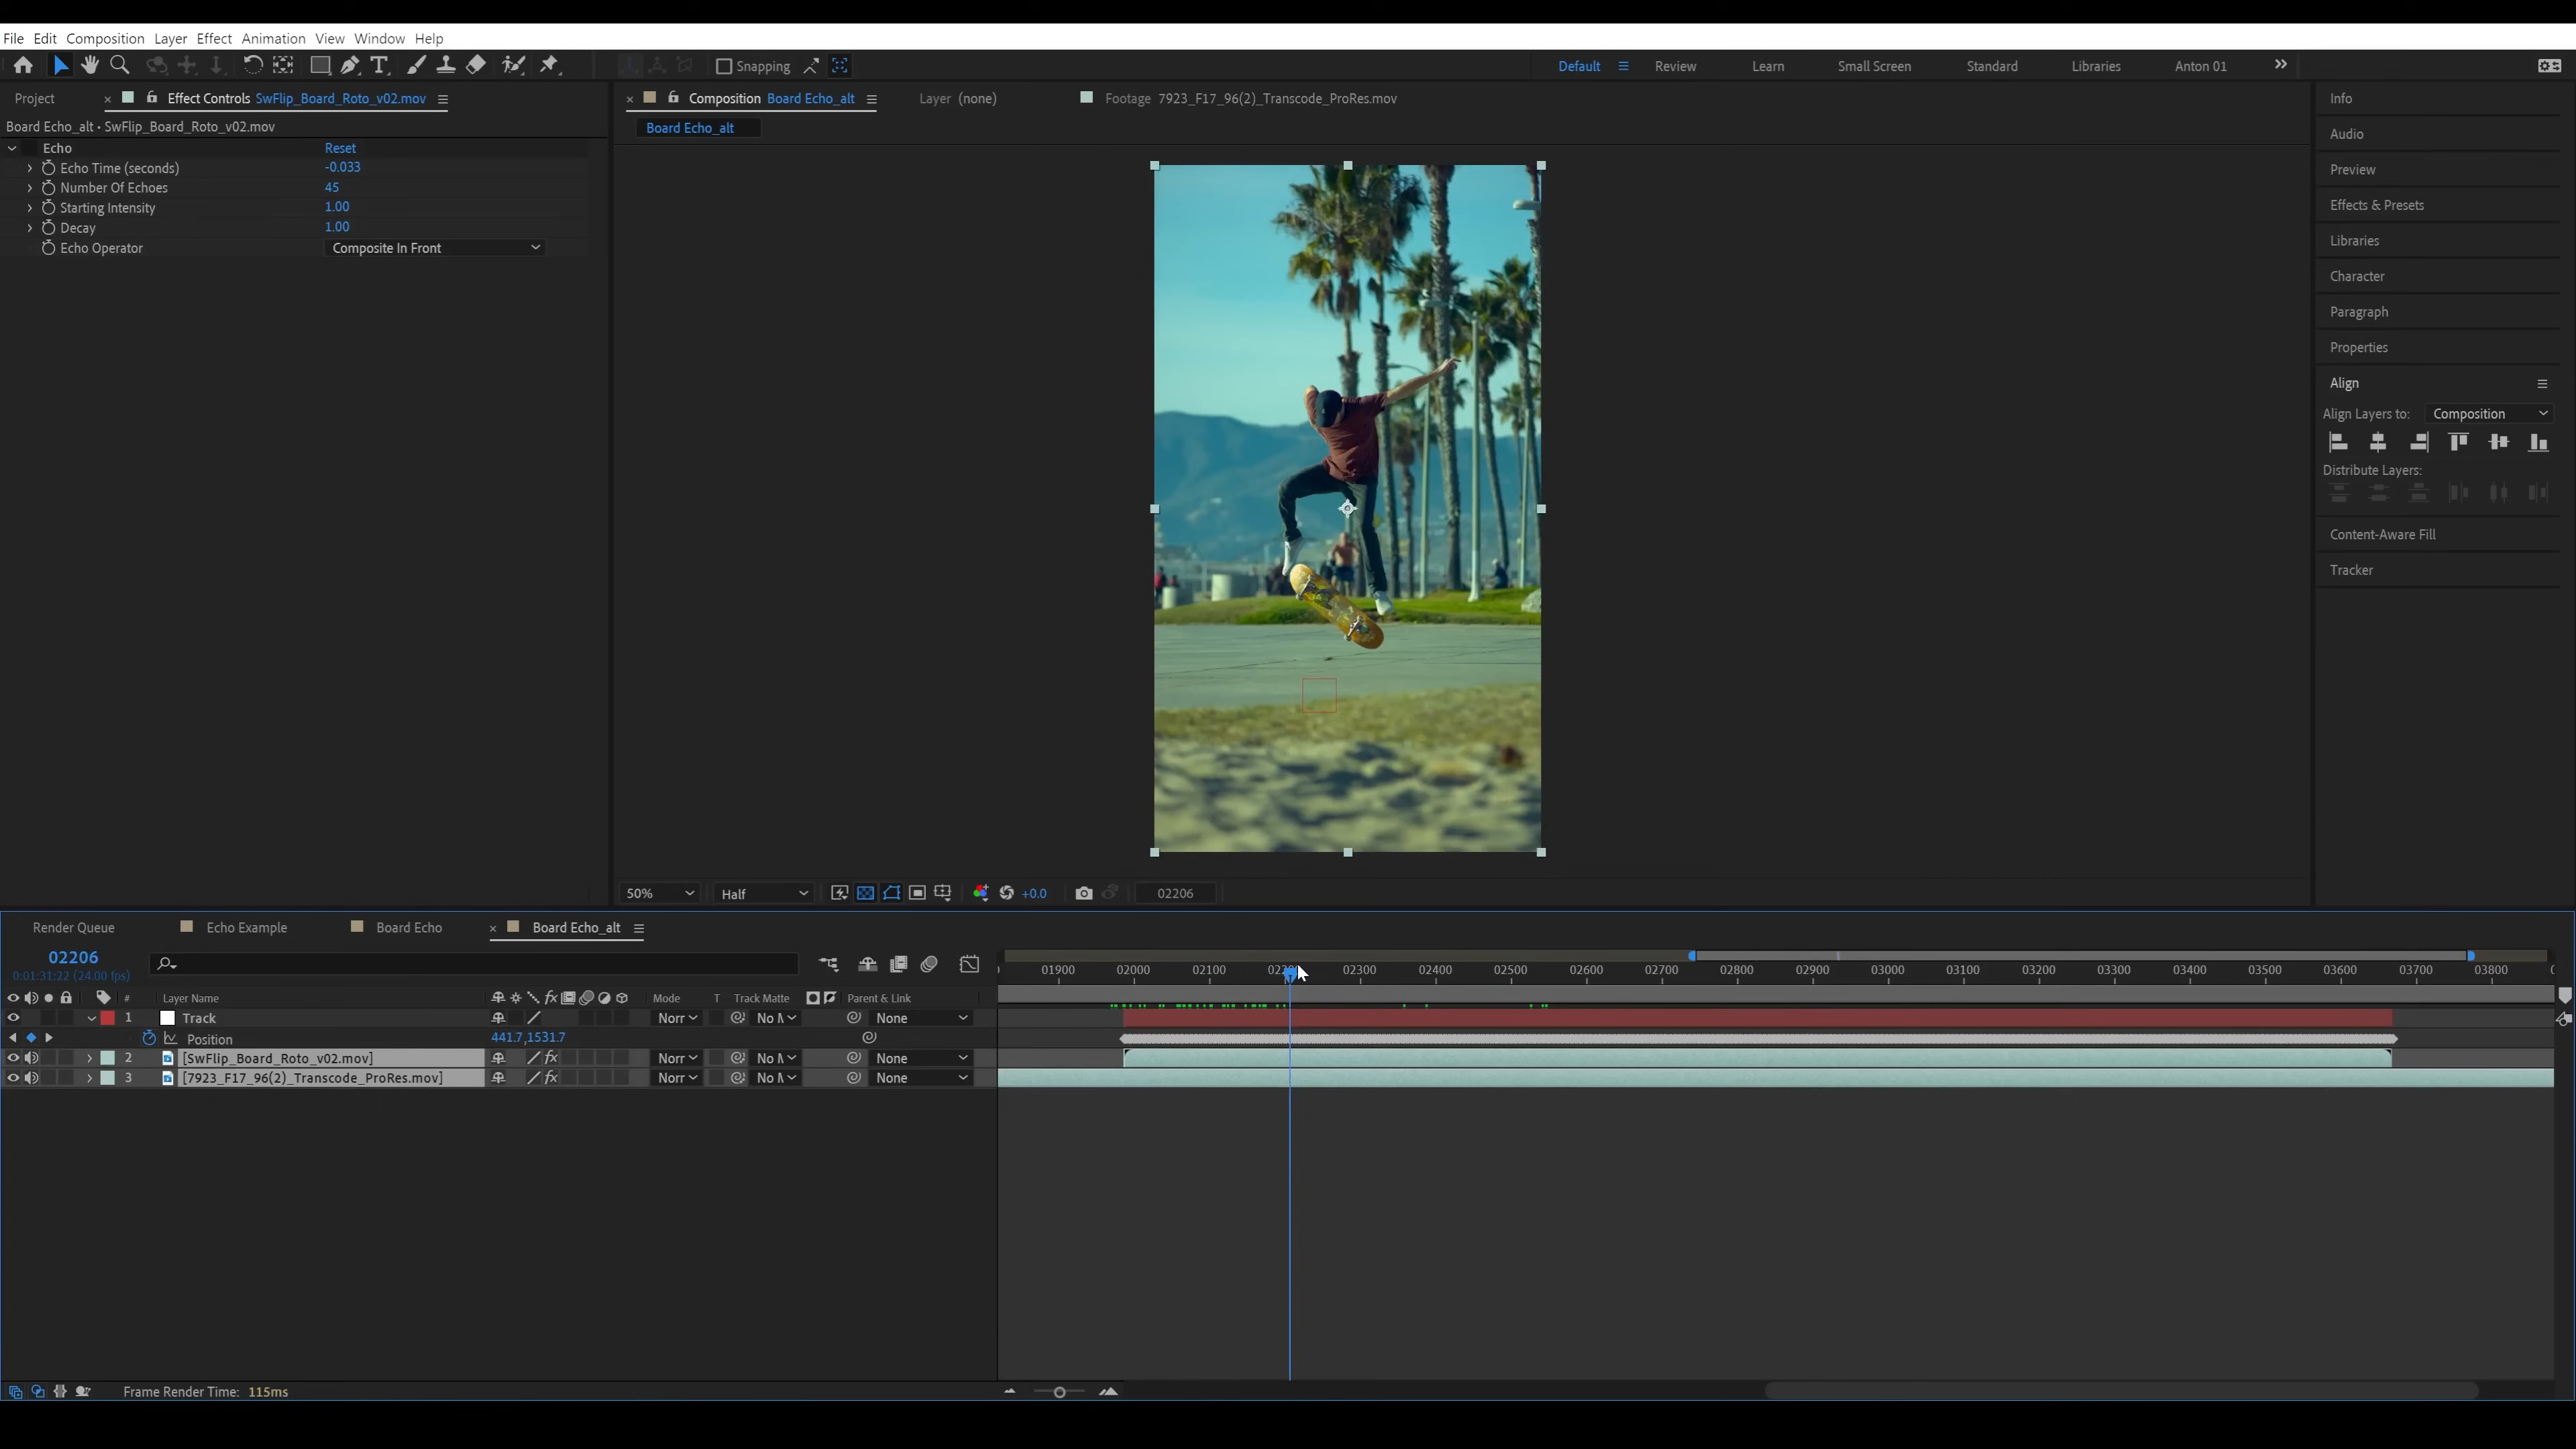 File Edit Composition Layer Effect Animation View Window Help
Snapping Default Review Learn Small Screen Standard Libraries Anton 01
Project Effect Controls SwFlip_Board_Roto_v02.mov Composition Board Echo_alt Layer (none) Footage 7923_F17_96(2)_Transcode_ProRes.mov
Board Echo_alt • SwFlip_Board_Roto_v02.mov
Board Echo_alt
Echo Reset
Echo Time (seconds) -0.033
Number Of Echoes 45
Starting Intensity 1.00
Decay 1.00
Echo Operator Composite In Front
Info
Audio
Preview
Effects & Presets
Libraries
Character
Paragraph
Properties
Align
Align Layers to: Composition
Distribute Layers:
Content-Aware Fill
Tracker
50% Half +0.0 02206
Render Queue Echo Example Board Echo Board Echo_alt
02206
0:01:31:22 (24.00 fps)
01900 02000 02100 02300 02400 02500 02600 02700 02800 02900 03000 03100 03200 03300 03400 03500 03600 03700 03800
# Layer Name Mode T Track Matte Parent & Link
1 Track Norr No M None
Position 441.7,1531.7
2 [SwFlip_Board_Roto_v02.mov] fx Norr No M None
3 [7923_F17_96(2)_Transcode_ProRes.mov] fx Norr No M None
Frame Render Time: 115ms